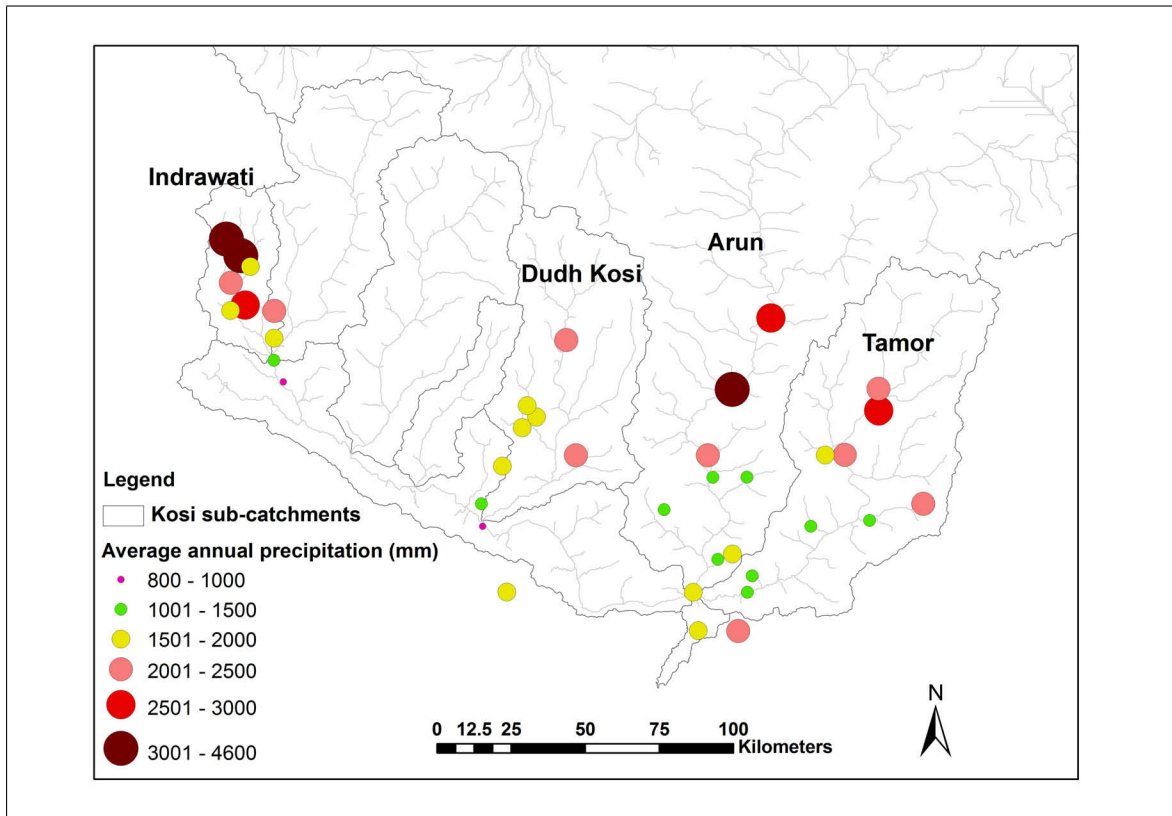 Indrawati
Arun
Dudh Kosi
Tamor
Legend
Kosi sub-catchments
Average annual precipitation (mm)
800 - 1000
1001 - 1500
1501 - 2000
2001 - 2500
2501 - 3000
3001 - 4600
0 12.5 25 50 75 100
Kilometers
N